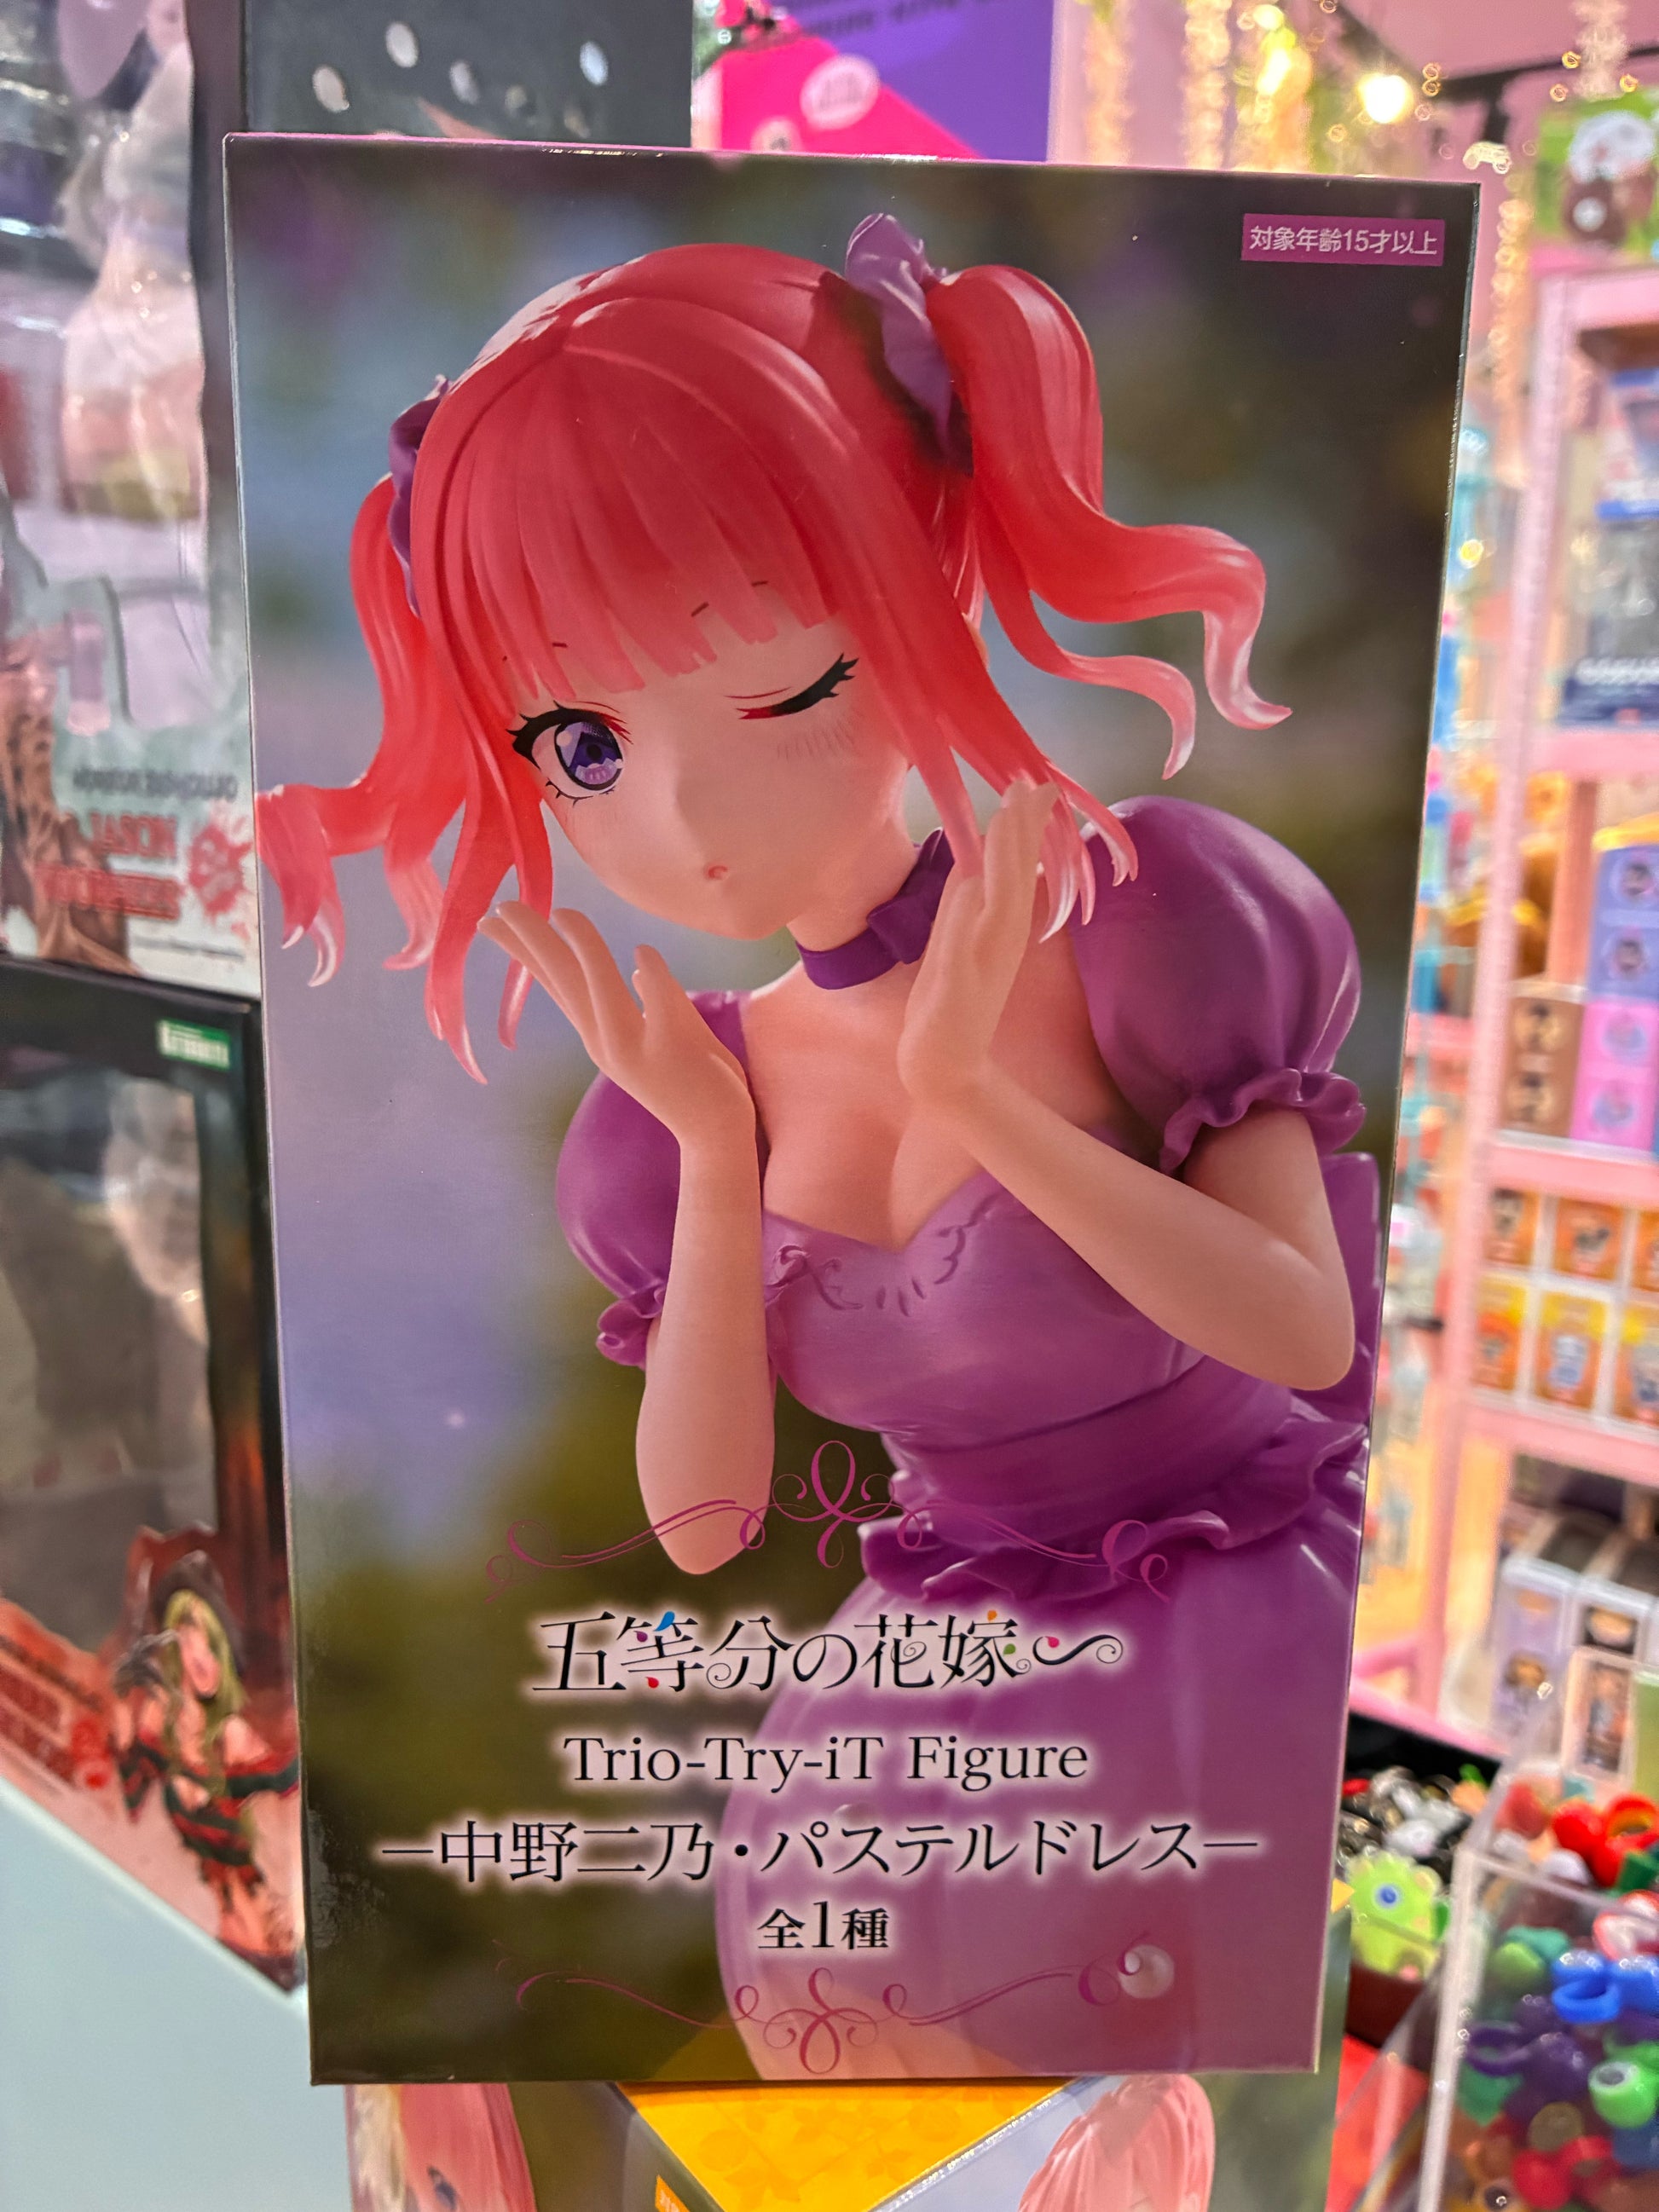 対象年齢15才以上
五等分の花嫁∽
Trio-Try-iT Figure
―中野二乃・パステルドレス―
全1種
JASON